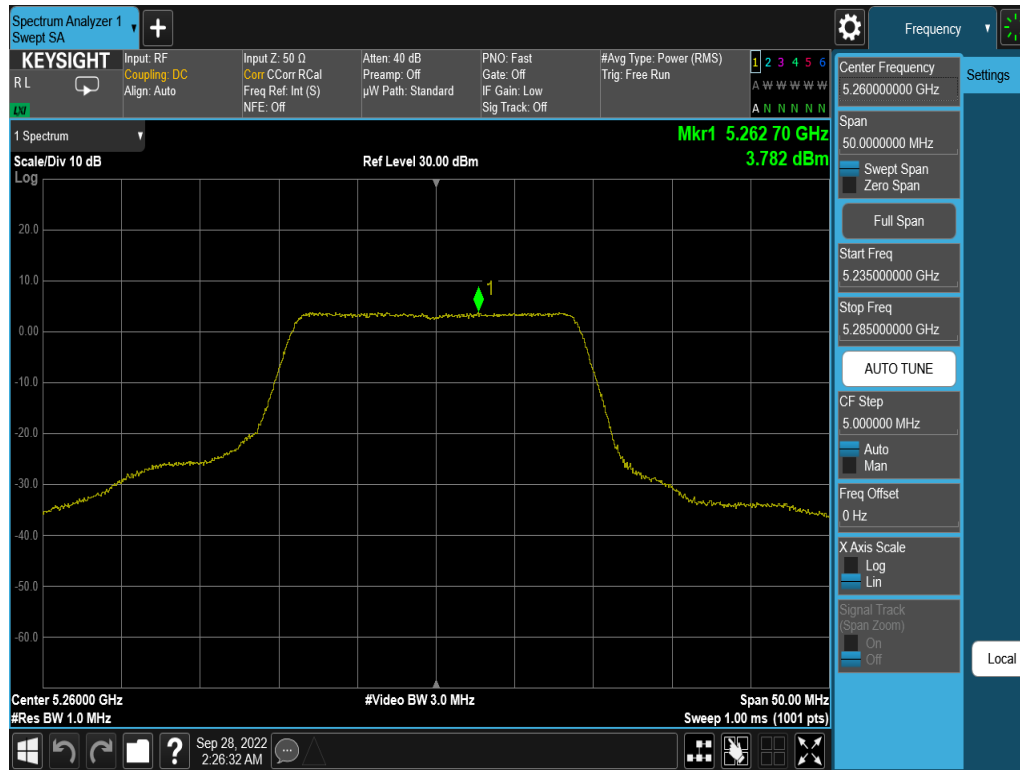 Spectrum Analyzer 1
Swept SA
+
Frequency
KEYSIGHT
R L
LXI
Input: RF
Coupling: DC
Align: Auto
Input Z: 50 Ω
Corr CCorr RCal
Freq Ref: Int (S)
NFE: Off
Atten: 40 dB
Preamp: Off
µW Path: Standard
PNO: Fast
Gate: Off
IF Gain: Low
Sig Track: Off
#Avg Type: Power (RMS)
Trig: Free Run
1 2 3 4 5 6
A W W W W W
A N N N N N
1 Spectrum
Scale/Div 10 dB
Log
Ref Level 30.00 dBm
Mkr1 5.262 70 GHz
3.782 dBm
20.0
10.0
0.00
-10.0
-20.0
-30.0
-40.0
-50.0
-60.0
1
Center 5.26000 GHz
#Res BW 1.0 MHz
#Video BW 3.0 MHz
Span 50.00 MHz
Sweep 1.00 ms (1001 pts)
Center Frequency
5.260000000 GHz
Settings
Span
50.0000000 MHz
Swept Span
Zero Span
Full Span
Start Freq
5.235000000 GHz
Stop Freq
5.285000000 GHz
AUTO TUNE
CF Step
5.000000 MHz
Auto
Man
Freq Offset
0 Hz
X Axis Scale
Log
Lin
Signal Track
(Span Zoom)
On
Off
Local
?
Sep 28, 2022
2:26:32 AM